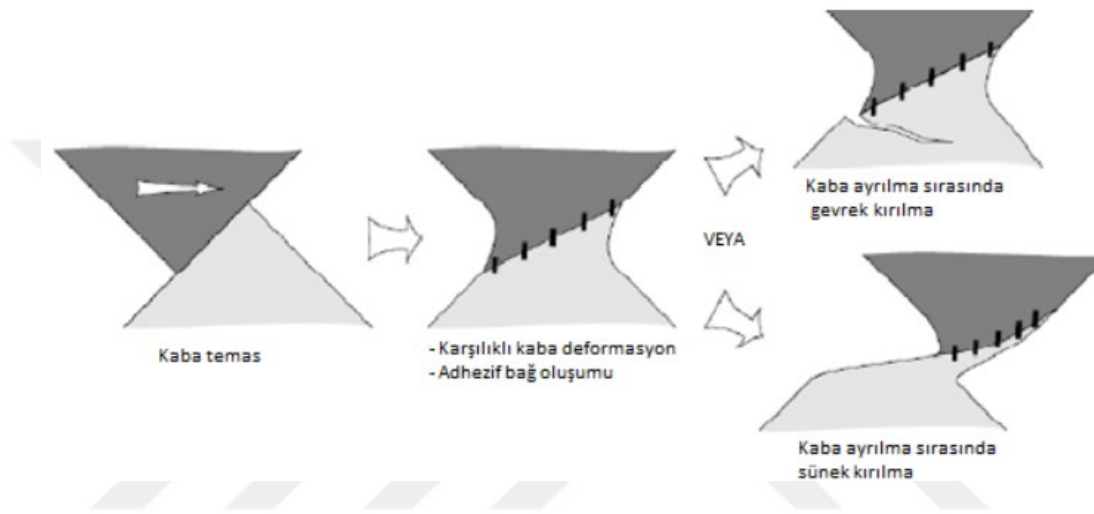 Kaba temas
- Karşılıklı kaba deformasyon
- Adhezif bağ oluşumu
VEYA
Kaba ayrılma sırasında
gevrek kırılma
Kaba ayrılma sırasında
sünek kırılma